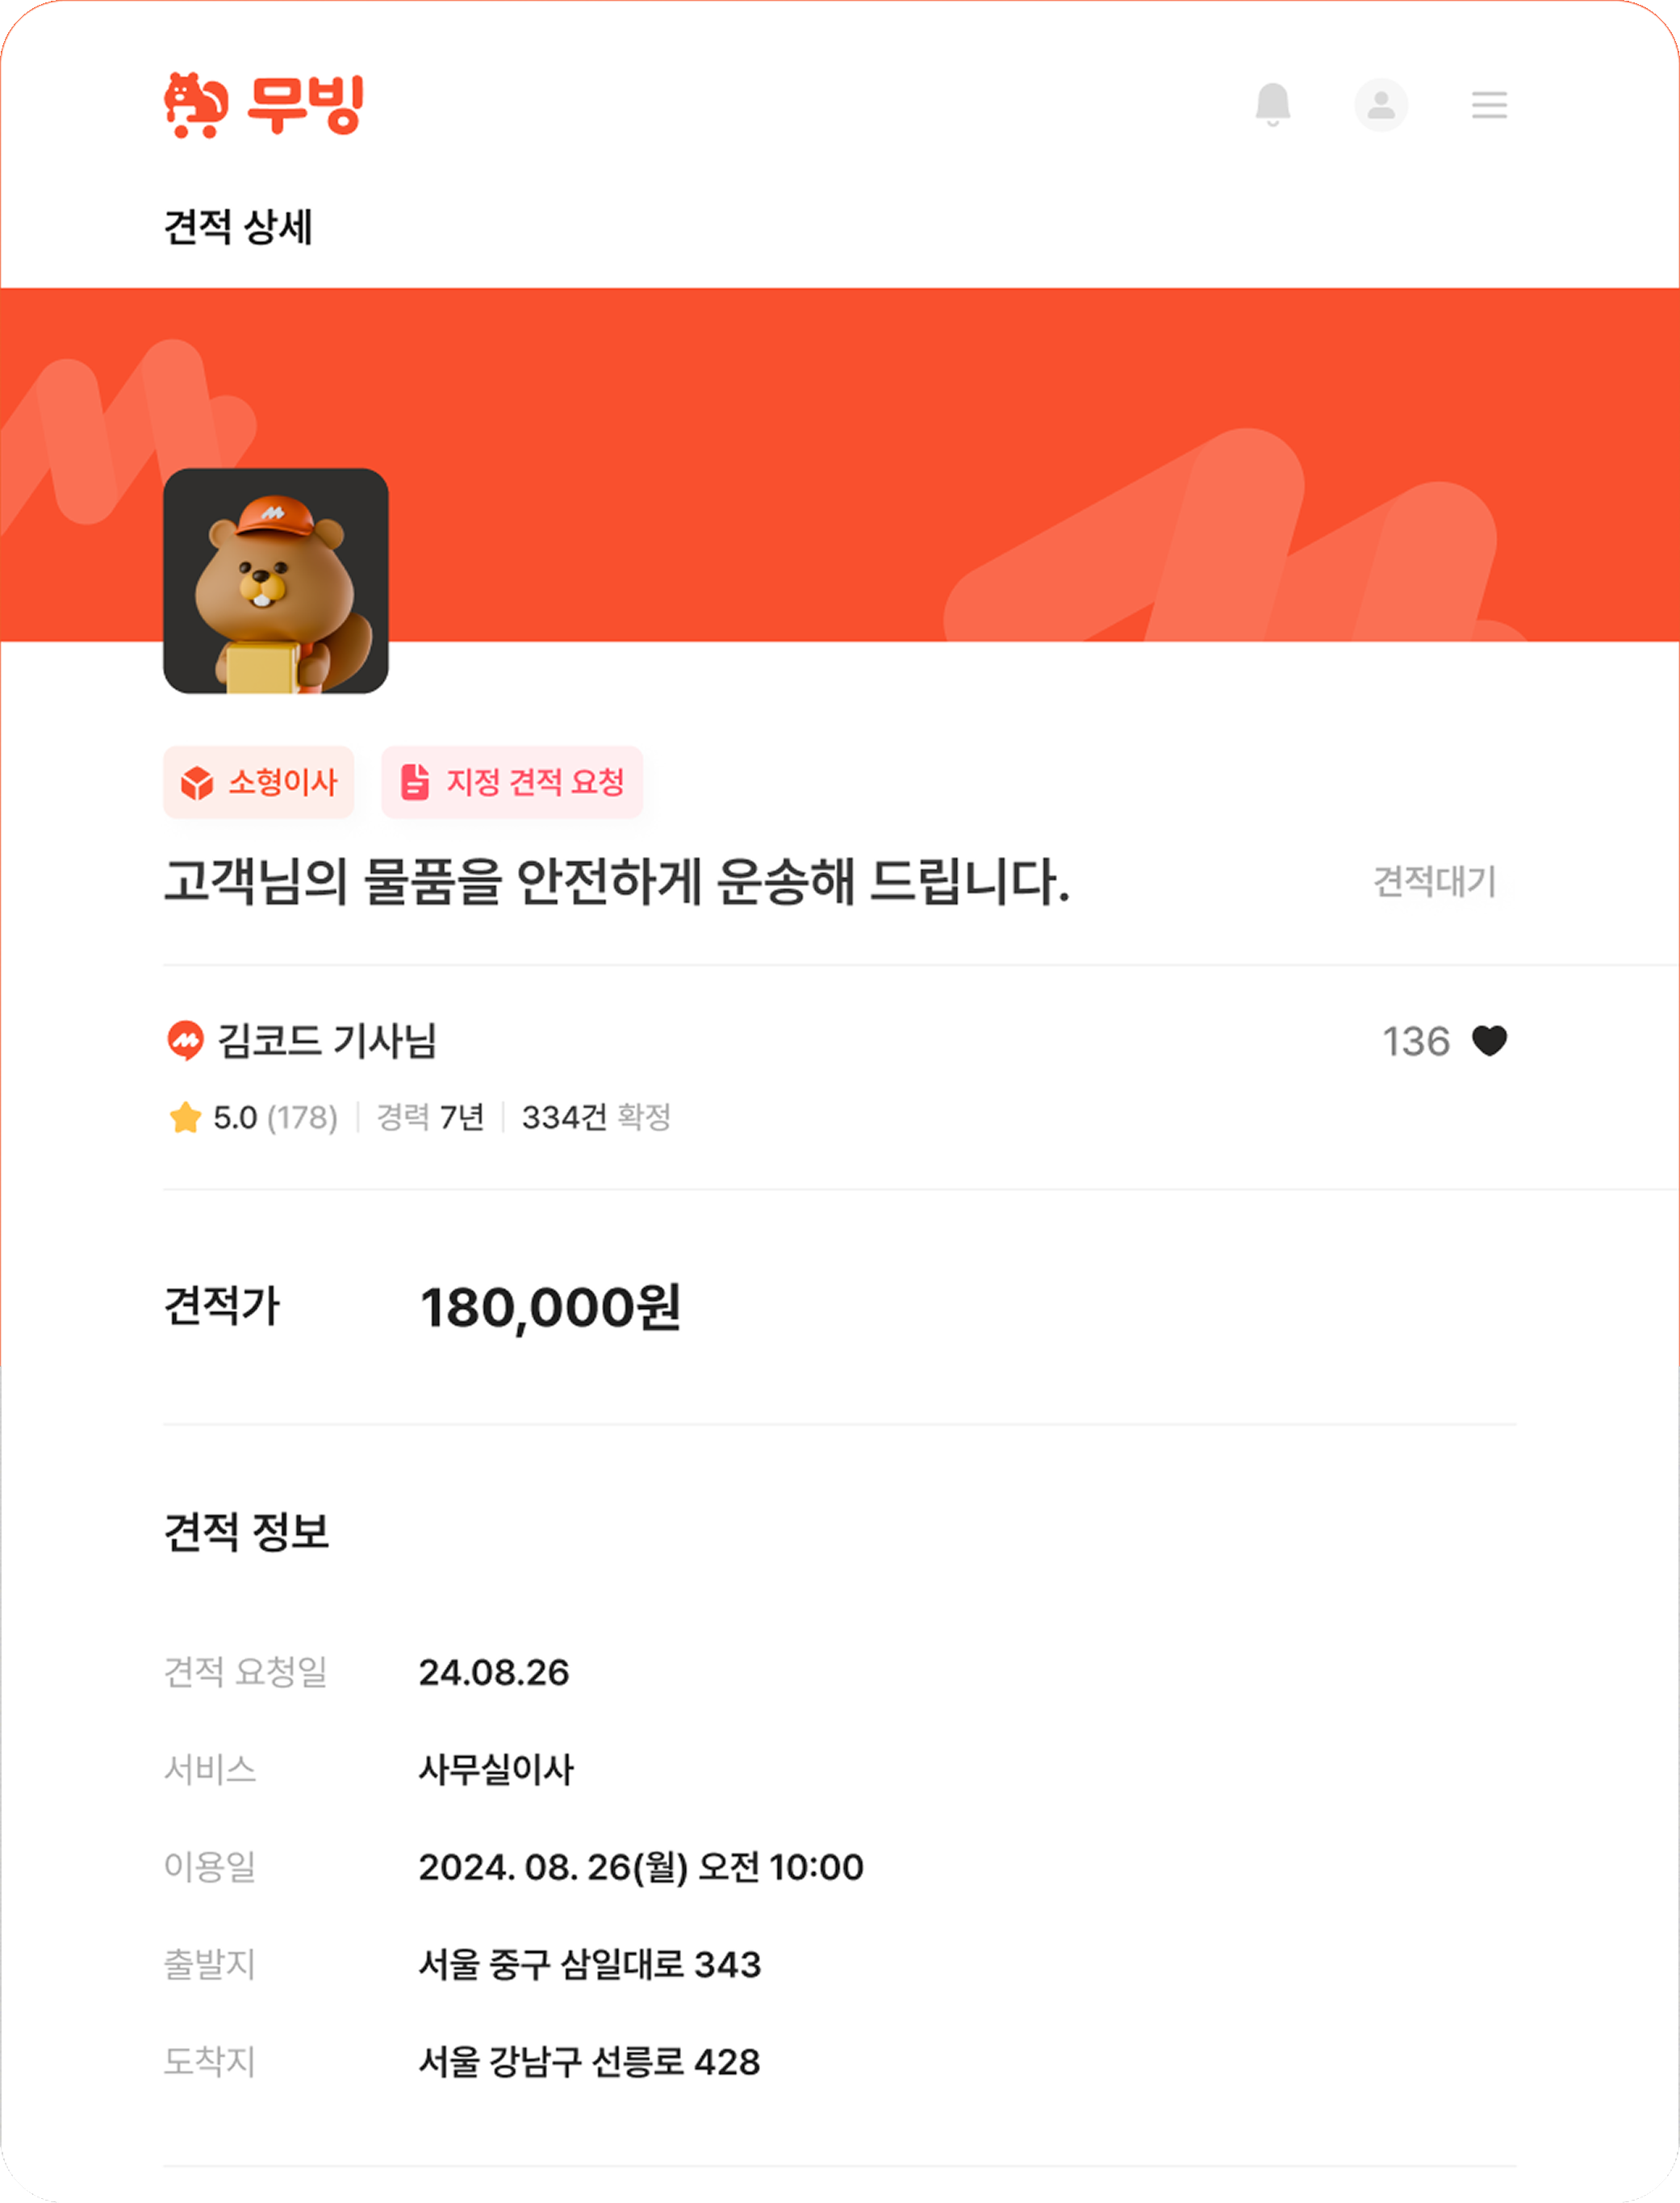 무빙
견적 상세
소형이사 지정 견적 요청
고객님의 물품을 안전하게 운송해 드립니다. 견적대기
김코드 기사님 136
5.0 (178) 경력 7년 334건 확정
견적가 180,000원
견적 정보
견적 요청일 24.08.26
서비스 사무실이사
이용일 2024. 08. 26(월) 오전 10:00
출발지 서울 중구 삼일대로 343
도착지 서울 강남구 선릉로 428